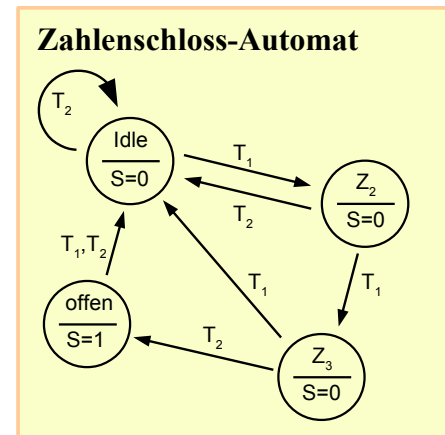 Zahlenschloss-Automat
T₂
Idle
S=0
T₁
T₂
Z₂
S=0
T₁,T₂
T₁
T₁
offen
S=1
T₂
Z₃
S=0